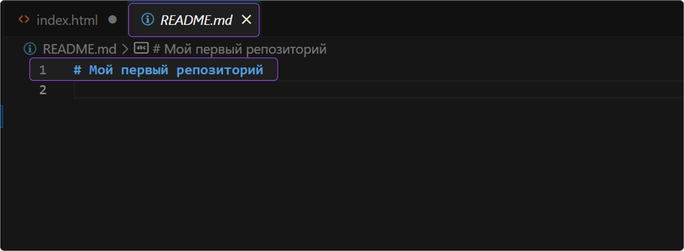 index.html README.md
README.md > # Мой первый репозиторий
1 # Мой первый репозиторий
2